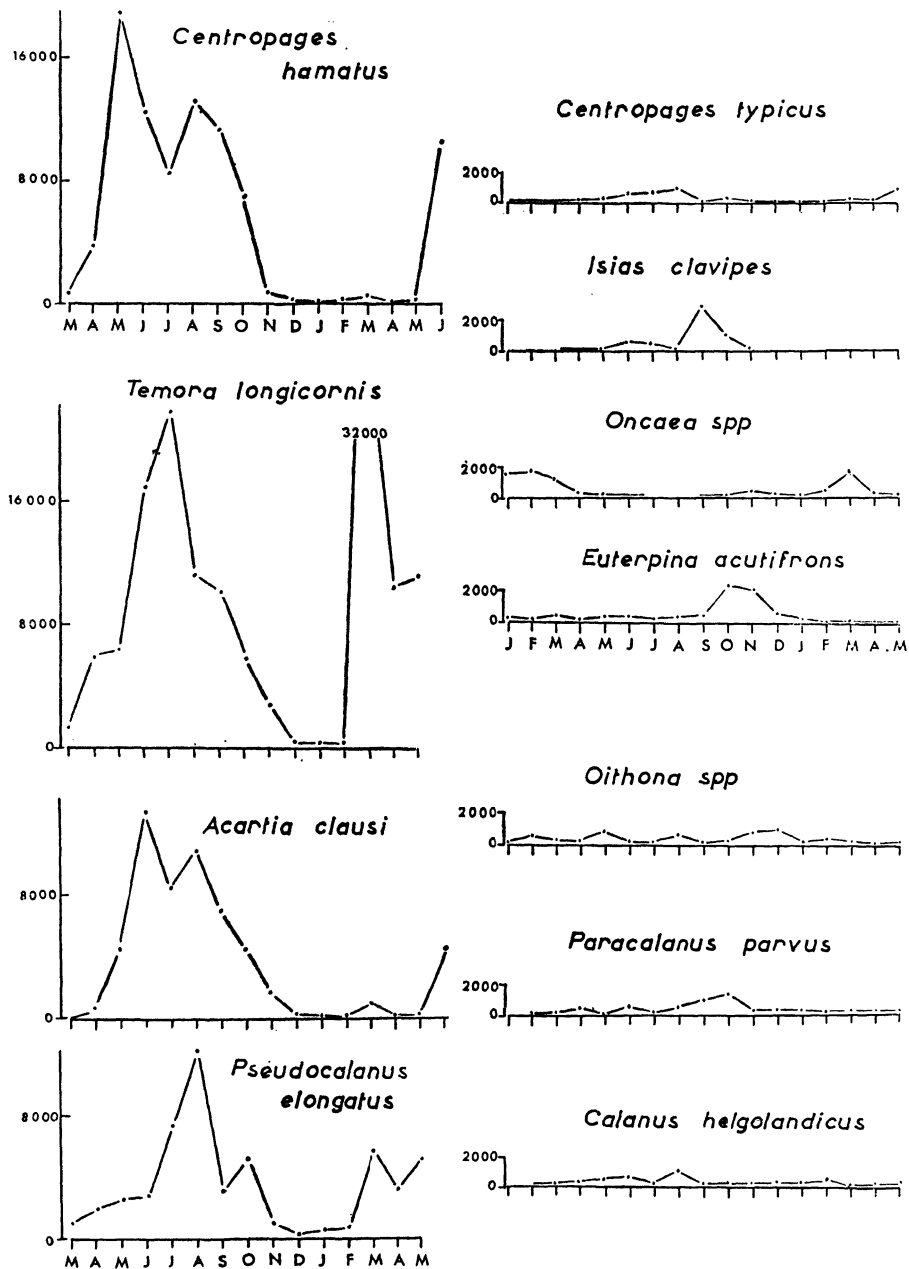 Centropages
hamatus
16000
8000
0
M A M J J A S O N D J F M A M J
Temora longicornis
32000
16000
8000
0
Acartia clausi
8000
0
Pseudocalanus
elongatus
8000
0
M A M J J A S O N D J F M A M
Centropages typicus
2000
0
Isias clavipes
2000
0
Oncaea spp
2000
0
Euterpina acutifrons
2000
0
J F M A M J J A S O N D J F M A . M
Oithona spp
2000
0
Paracalanus parvus
2000
0
Calanus helgolandicus
2000
0